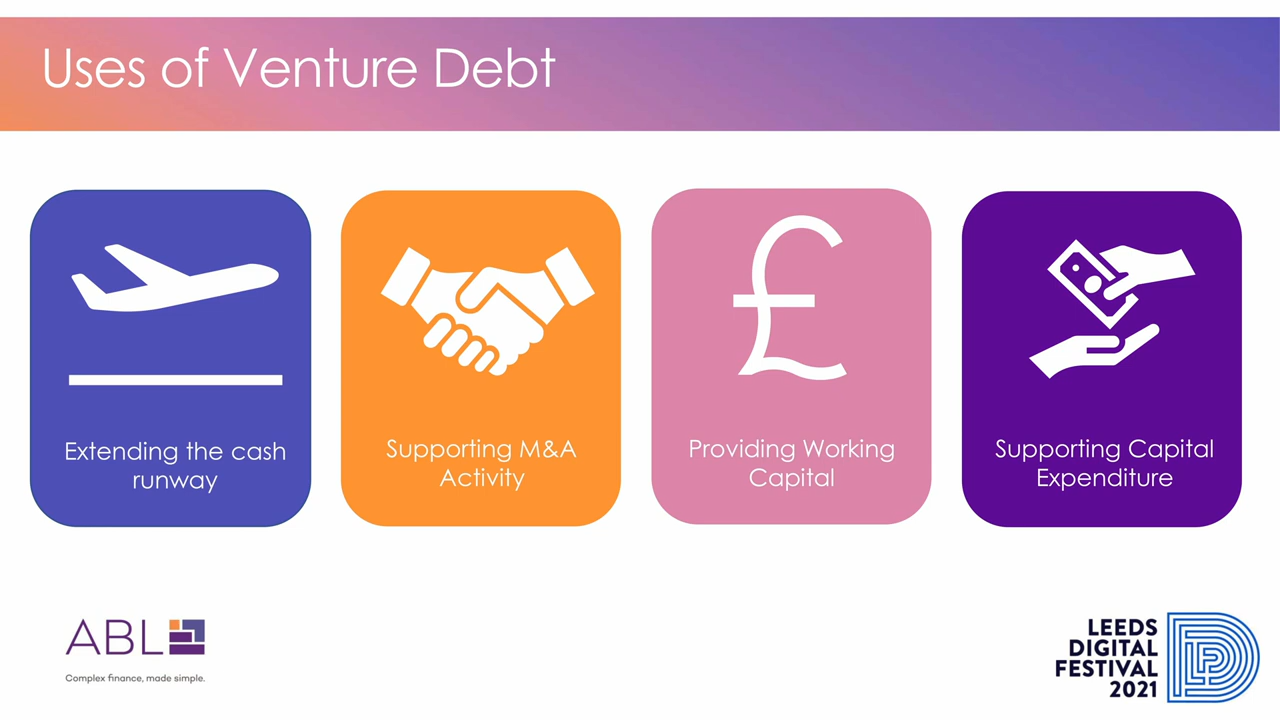 Uses of Venture Debt
Extending the cash
runway
Supporting M&A
Activity
£
Providing Working
Capital
Supporting Capital
Expenditure
ABL
Complex finance, made simple.
LEEDS
DIGITAL
FESTIVAL
2021